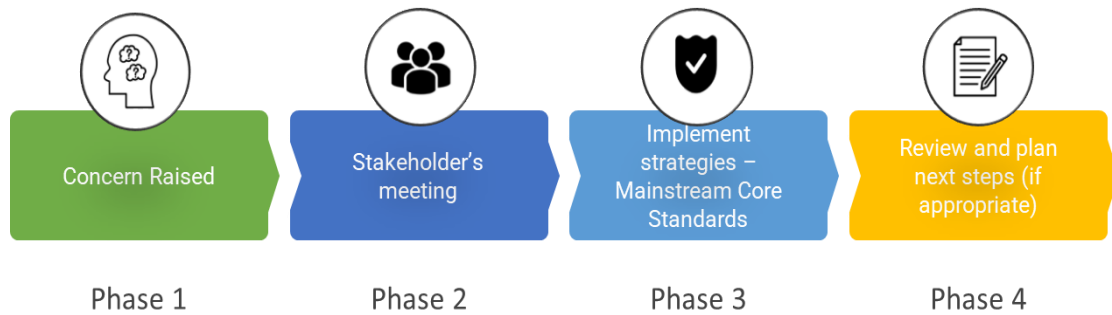 Concern Raised
Stakeholder's
meeting
Implement
strategies –
Mainstream Core
Standards
Review and plan
next steps (if
appropriate)
Phase 1
Phase 2
Phase 3
Phase 4